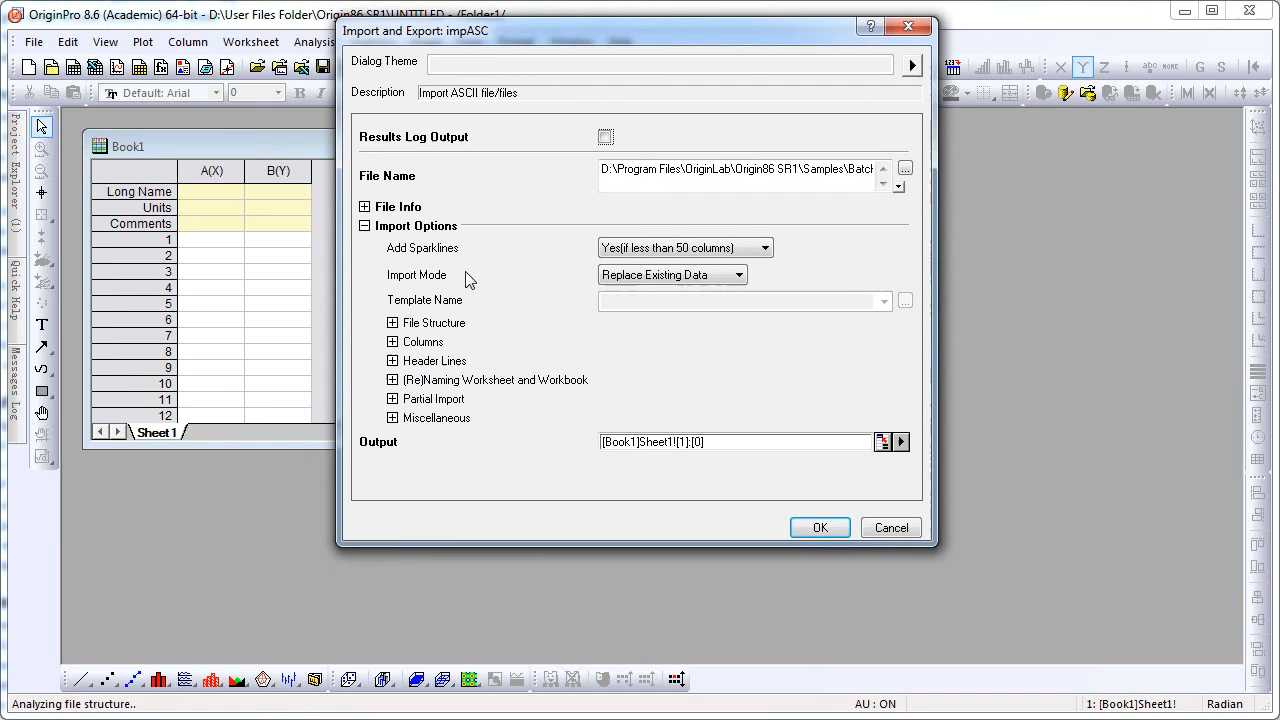 OriginPro 8.6 (Academic) 64-bit - D:\User Files Folder\Origin86 SR1\UNTITLED - /Folder1/
File Edit View Plot Column Worksheet Analysis
Default: Arial 0 B I
Project Explorer (1)
Quick Help
Messages Log
Book1
A(X) B(Y)
Long Name
Units
Comments
1
2
3
4
5
6
7
8
9
10
11
12
Sheet1
Import and Export: impASC
Dialog Theme
Description Import ASCII file/files
Results Log Output
File Name D:\Program Files\OriginLab\Origin86 SR1\Samples\Batch
File Info
Import Options
Add Sparklines Yes(if less than 50 columns)
Import Mode Replace Existing Data
Template Name
File Structure
Columns
Header Lines
(Re)Naming Worksheet and Workbook
Partial Import
Miscellaneous
Output [Book1]Sheet1![1]:[0]
OK Cancel
X Y Z abc HOME G S
Analyzing file structure.. AU : ON 1: [Book1]Sheet1! Radian